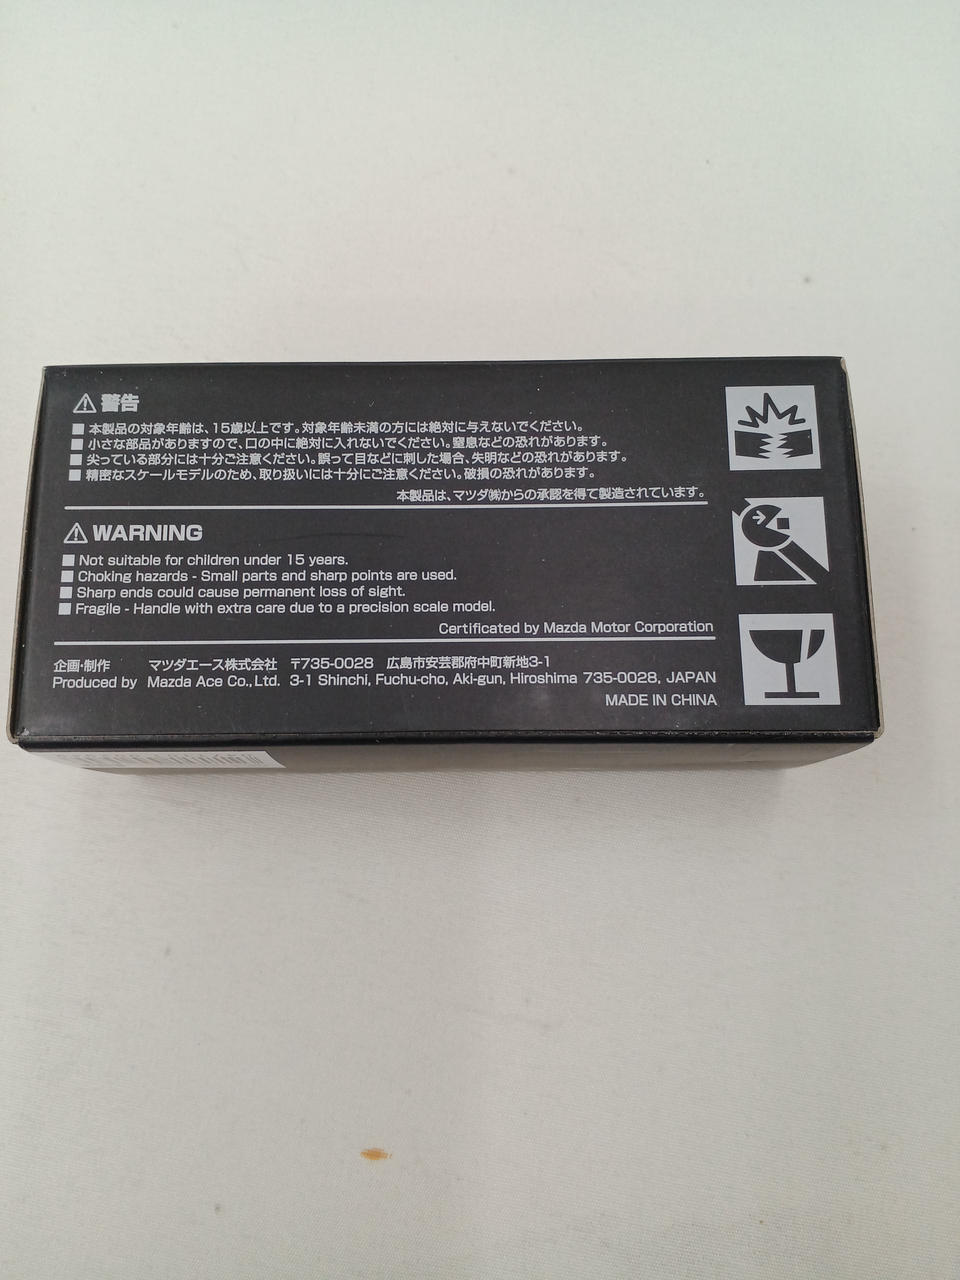 ⚠警告
■本製品の対象年齢は、15歳以上です。対象年齢未満の方には絶対に与えないでください。
■小さな部品がありますので、口の中に絶対に入れないでください。窒息などの恐れがあります。
■尖っている部分には十分ご注意ください。誤って目などに刺した場合、失明などの恐れがあります。
■精密なスケールモデルのため、取り扱いには十分にご注意ください。破損の恐れがあります。
本製品は、マツダ㈱からの承認を得て製造されています。
⚠WARNING
■Not suitable for children under 15 years.
■Choking hazards - Small parts and sharp points are used.
■Sharp ends could cause permanent loss of sight.
■Fragile - Handle with extra care due to a precision scale model.
Certificated by Mazda Motor Corporation
企画・制作 マツダエース株式会社 〒735-0028 広島市安芸郡府中町新地3-1
Produced by Mazda Ace Co., Ltd. 3-1 Shinchi, Fuchu-cho, Aki-gun, Hiroshima 735-0028, JAPAN
MADE IN CHINA